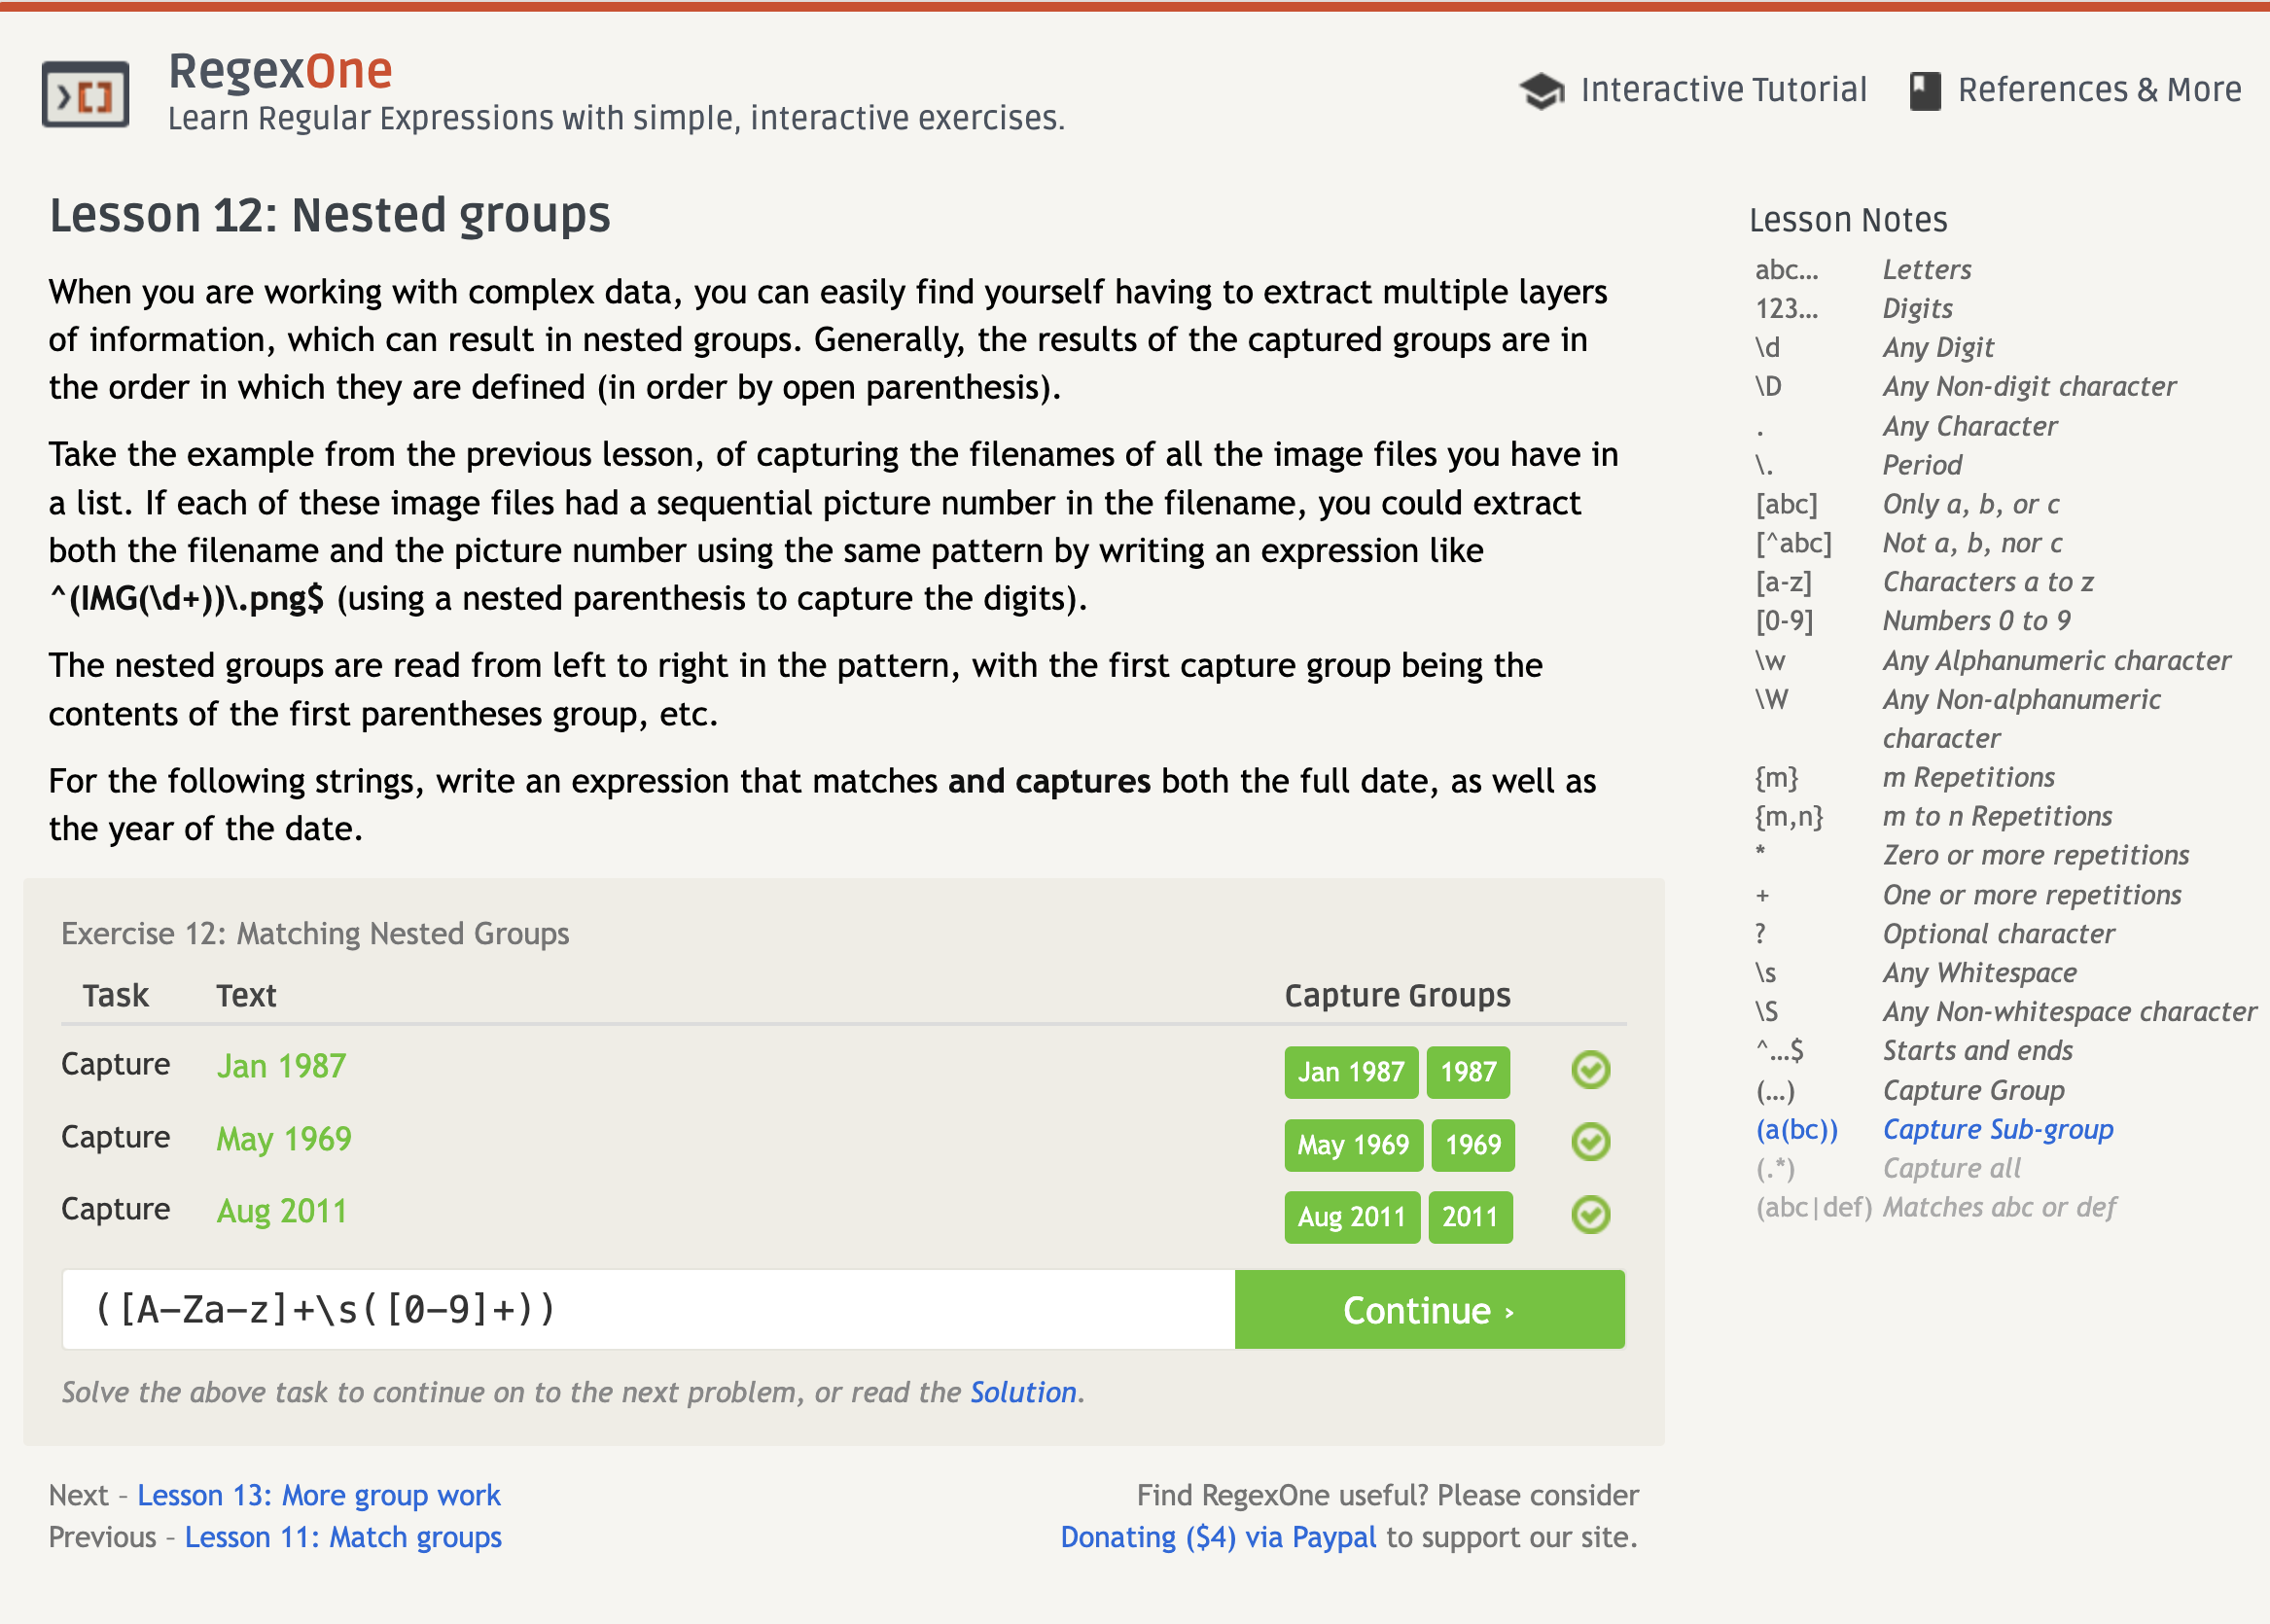 RegexOne
Learn Regular Expressions with simple, interactive exercises.
Interactive Tutorial
References & More
Lesson 12: Nested groups
When you are working with complex data, you can easily find yourself having to extract multiple layers
of information, which can result in nested groups. Generally, the results of the captured groups are in
the order in which they are defined (in order by open parenthesis).
Take the example from the previous lesson, of capturing the filenames of all the image files you have in
a list. If each of these image files had a sequential picture number in the filename, you could extract
both the filename and the picture number using the same pattern by writing an expression like
^(IMG(\d+))\.png$ (using a nested parenthesis to capture the digits).
The nested groups are read from left to right in the pattern, with the first capture group being the
contents of the first parentheses group, etc.
For the following strings, write an expression that matches and captures both the full date, as well as
the year of the date.
Exercise 12: Matching Nested Groups
Task Text Capture Groups
Capture Jan 1987 Jan 1987 1987
Capture May 1969 May 1969 1969
Capture Aug 2011 Aug 2011 2011
([A-Za-z]+\s([0-9]+))
Continue ›
Solve the above task to continue on to the next problem, or read the Solution.
Next – Lesson 13: More group work
Previous – Lesson 11: Match groups
Find RegexOne useful? Please consider
Donating ($4) via Paypal to support our site.
Lesson Notes
abc… Letters
123… Digits
\d Any Digit
\D Any Non-digit character
. Any Character
\. Period
[abc] Only a, b, or c
[^abc] Not a, b, nor c
[a-z] Characters a to z
[0-9] Numbers 0 to 9
\w Any Alphanumeric character
\W Any Non-alphanumeric
character
{m} m Repetitions
{m,n} m to n Repetitions
* Zero or more repetitions
+ One or more repetitions
? Optional character
\s Any Whitespace
\S Any Non-whitespace character
^…$ Starts and ends
(…) Capture Group
(a(bc)) Capture Sub-group
(.*) Capture all
(abc|def) Matches abc or def